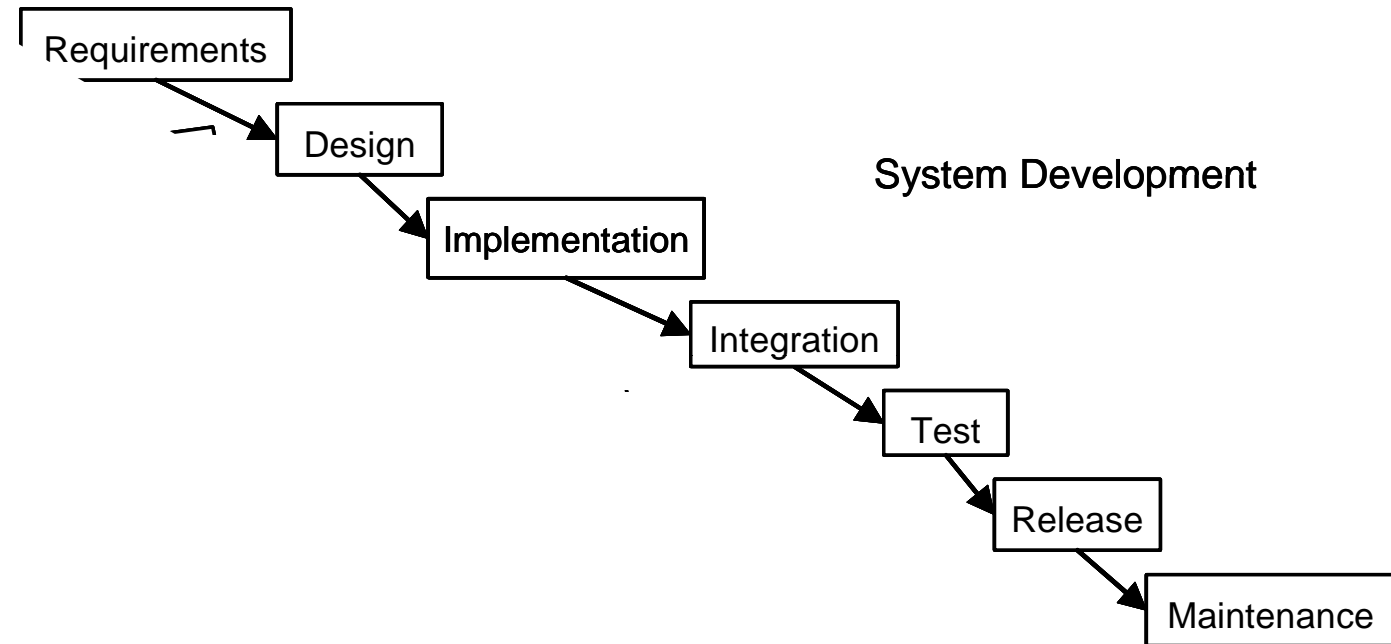 Requirements
Design
System Development
Implementation
Integration
Test
Release
Maintenance